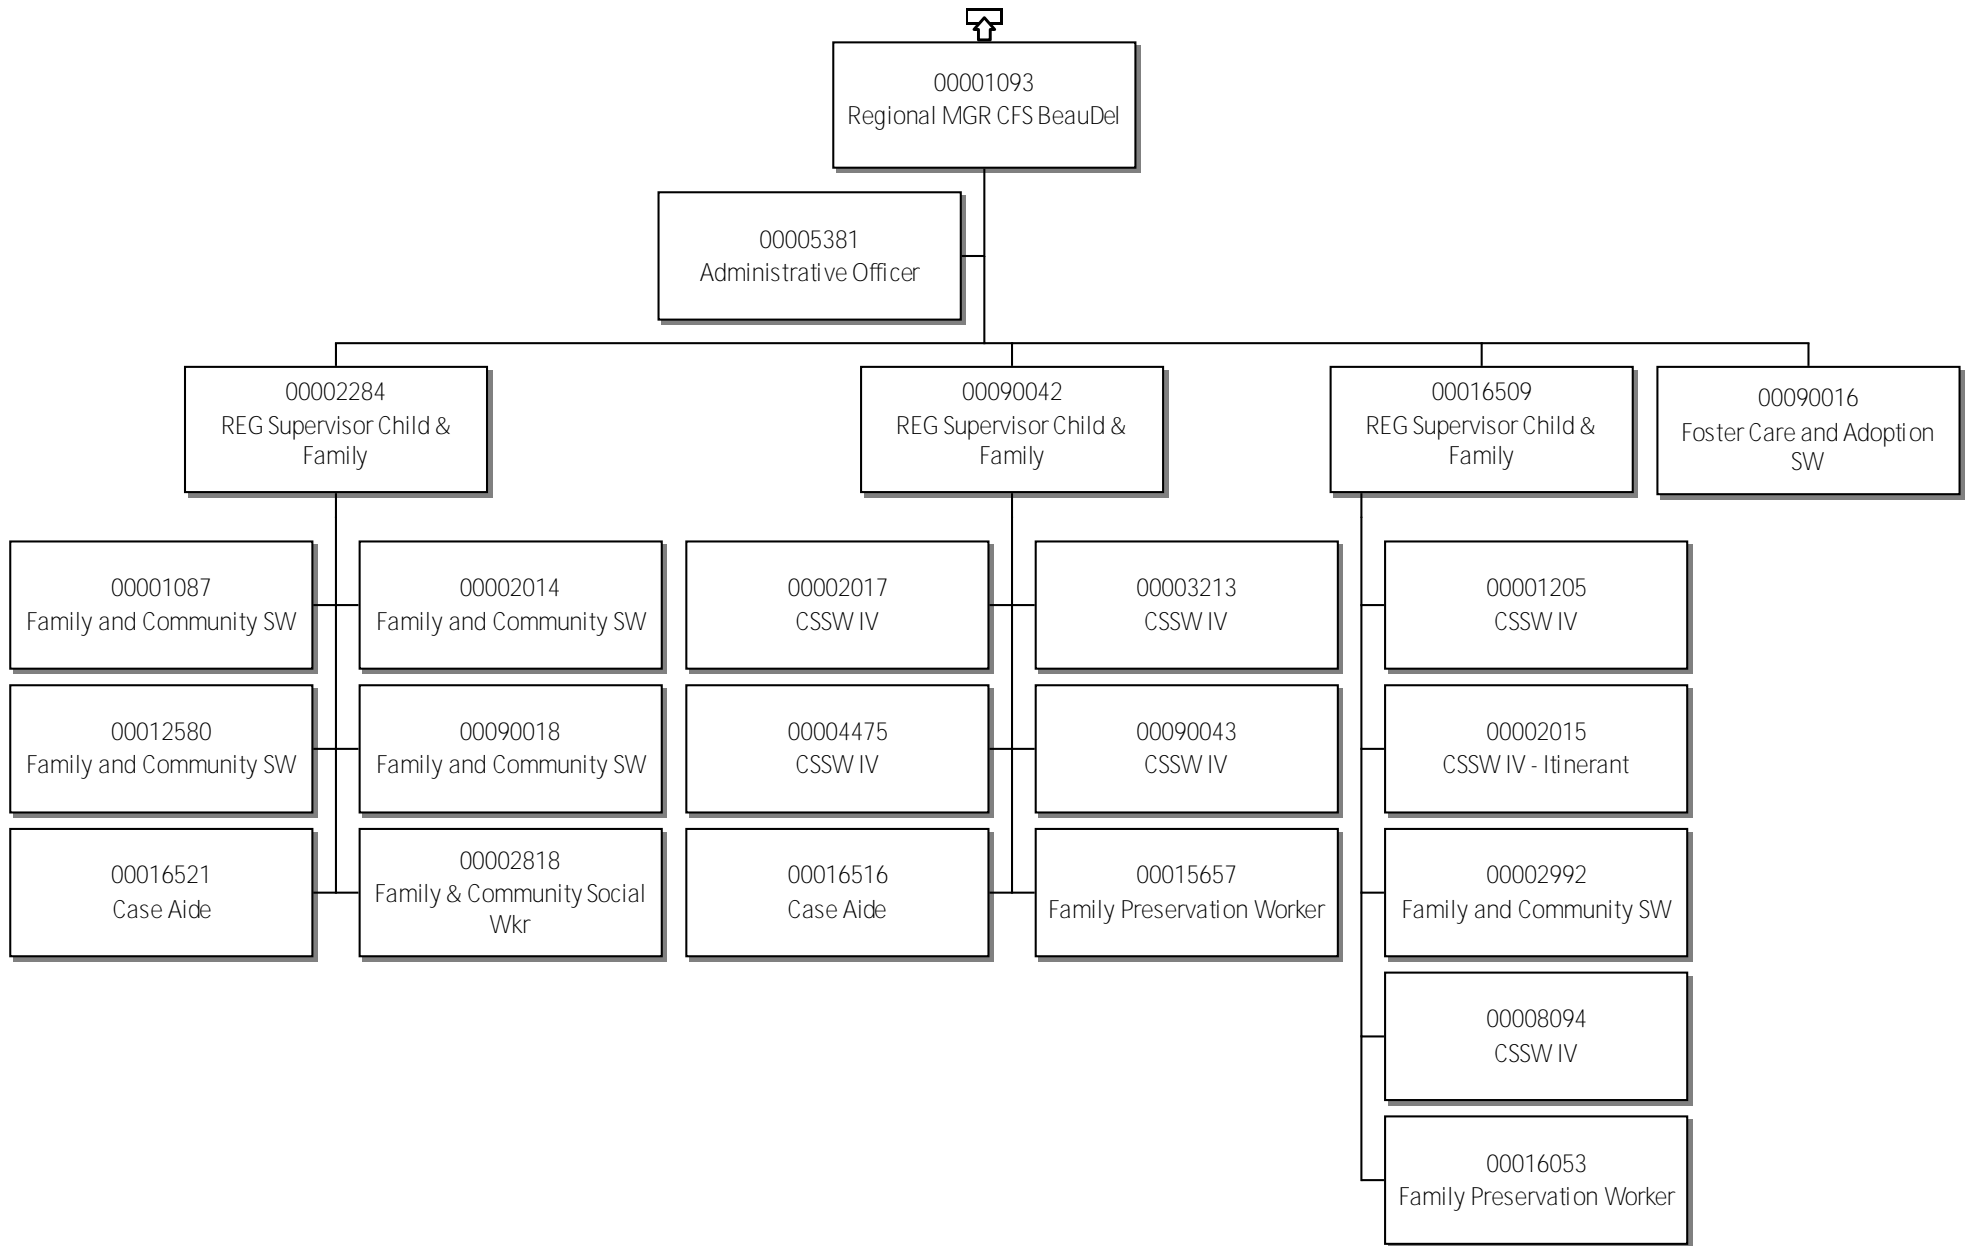 00001093
Regional MGR CFS BeauDel
00005381
Administrative Officer
00002284
REG Supervisor Child &
Family
00090042
REG Supervisor Child &
Family
00016509
REG Supervisor Child &
Family
00090016
Foster Care and Adoption
SW
00001087
Family and Community SW
00002014
Family and Community SW
00002017
CSSW IV
00003213
CSSW IV
00001205
CSSW IV
00012580
Family and Community SW
00090018
Family and Community SW
00004475
CSSW IV
00090043
CSSW IV
00002015
CSSW IV - Itinerant
00016521
Case Aide
00002818
Family & Community Social
Wkr
00016516
Case Aide
00015657
Family Preservation Worker
00002992
Family and Community SW
00008094
CSSW IV
00016053
Family Preservation Worker